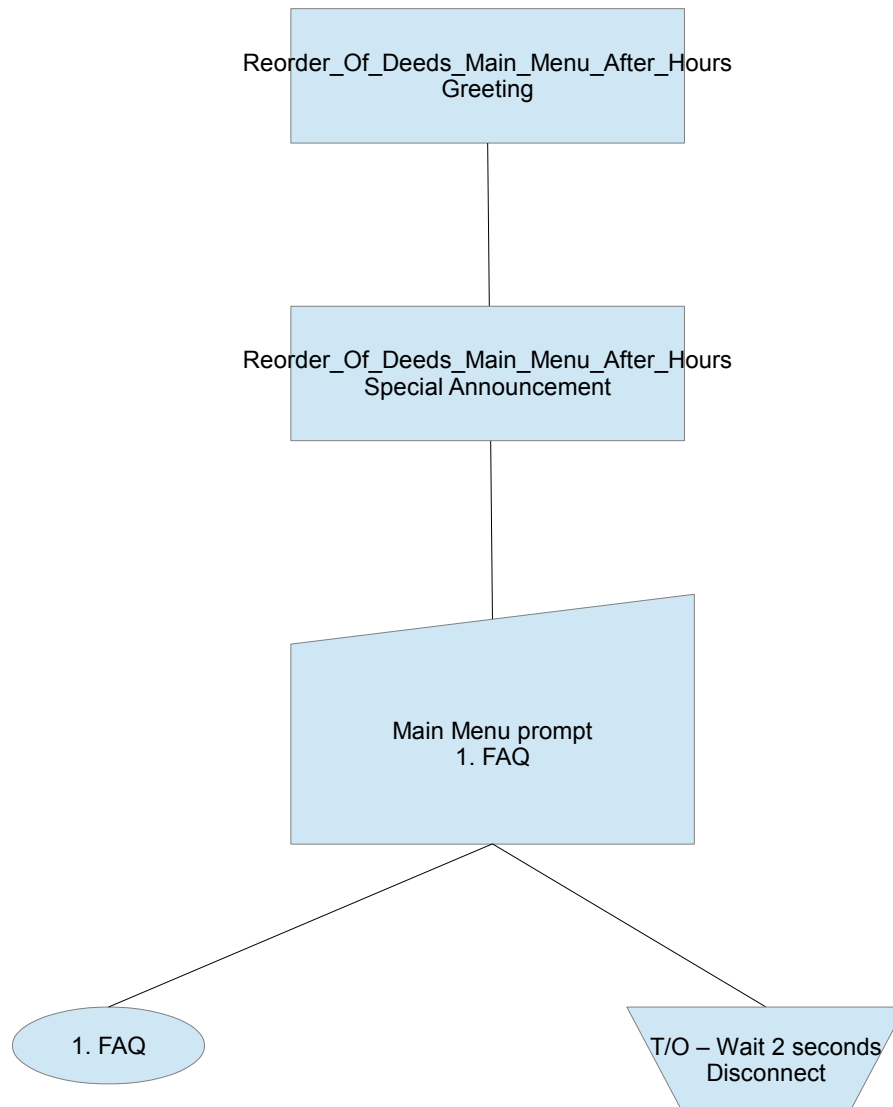 Reorder_Of_Deeds_Main_Menu_After_Hours
Greeting
Reorder_Of_Deeds_Main_Menu_After_Hours
Special Announcement
Main Menu prompt
1. FAQ
1. FAQ
T/O – Wait 2 seconds
Disconnect